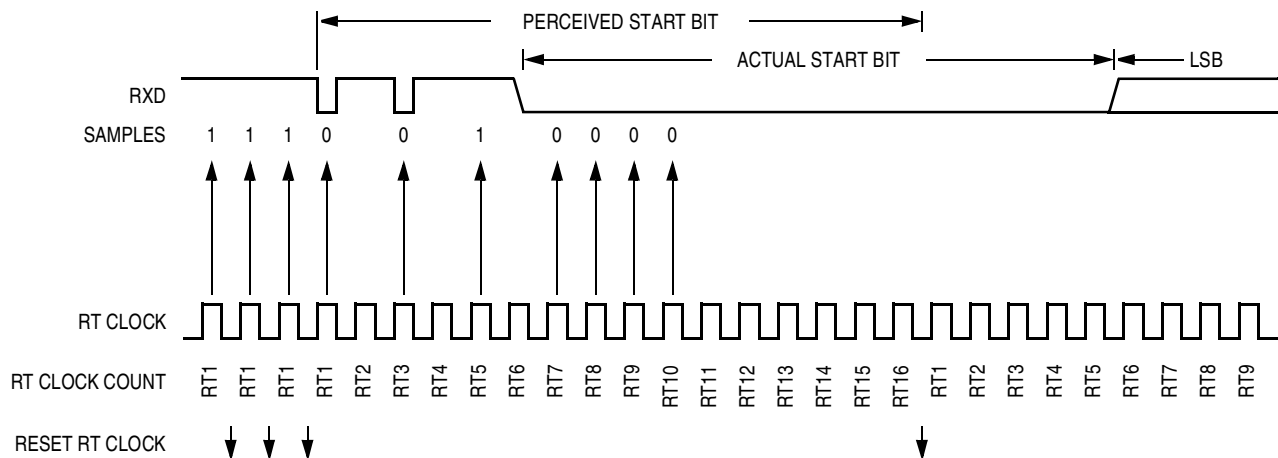 PERCEIVED START BIT
ACTUAL START BIT
LSB
RXD
SAMPLES 1 1 1 0 0 1 0 0 0 0
RT CLOCK
RT CLOCK COUNT RT1 RT1 RT1 RT1 RT2 RT3 RT4 RT5 RT6 RT7 RT8 RT9 RT10 RT11 RT12 RT13 RT14 RT15 RT16 RT1 RT2 RT3 RT4 RT5 RT6 RT7 RT8 RT9
RESET RT CLOCK